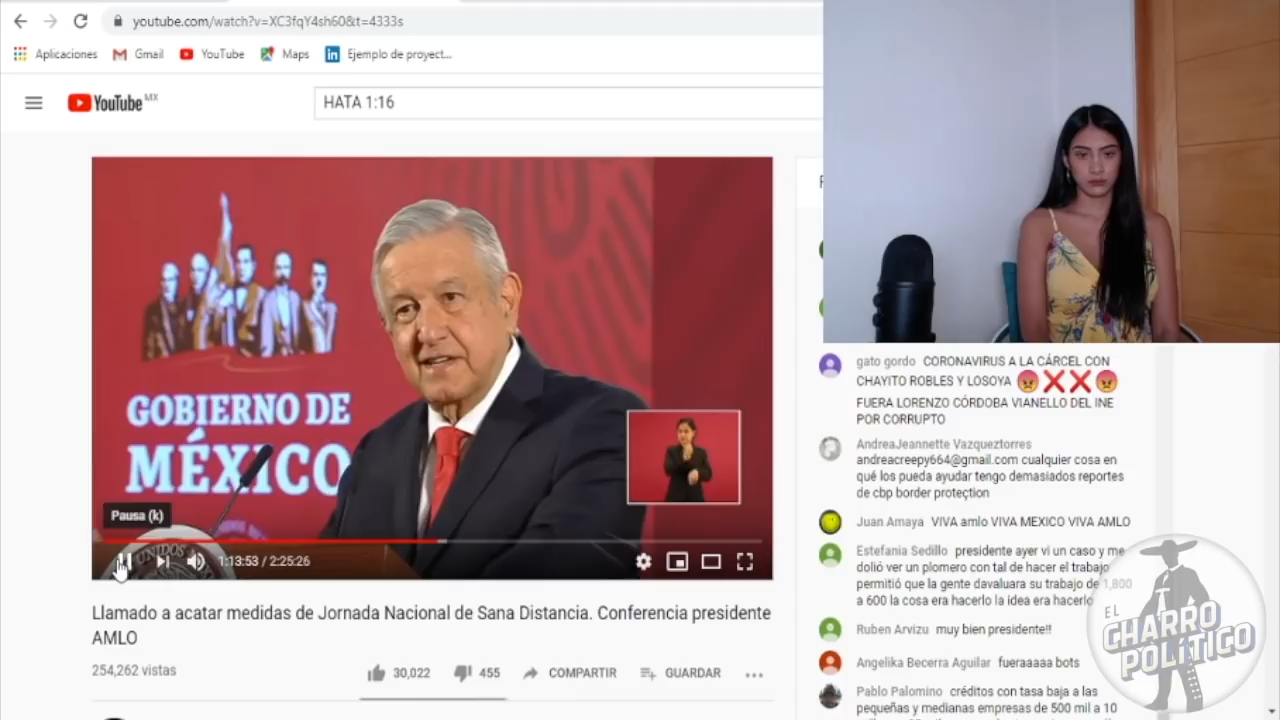 youtube.com/watch?v=XC3fqY4sh60&t=4333s
Aplicaciones
Gmail
YouTube
Maps
Ejemplo de proyect...
YouTube MX
HATA 1:16
GOBIERNO DE
MÉXICO
Pausa (k)
UNIDOS
1:13:53 / 2:25:26
Llamado a acatar medidas de Jornada Nacional de Sana Distancia. Conferencia presidente
AMLO
254,262 vistas
30,022
455
COMPARTIR
GUARDAR
gato gordo CORONAVIRUS A LA CÁRCEL CON
CHAYITO ROBLES Y LOSOYA 😡❌❌😡
FUERA LORENZO CÓRDOBA VIANELLO DEL INE
POR CORRUPTO
AndreaJeannette Vazqueztorres
andreacreepy664@gmail.com cualquier cosa en
qué los pueda ayudar tengo demasiados reportes
de cbp border protection
Juan Amaya VIVA amlo VIVA MEXICO VIVA AMLO
Estefania Sedillo presidente ayer vi un caso y me
dolió ver un plomero con tal de hacer el trabajo
permitió que la gente davaluara su trabajo de 1,800
a 600 la cosa era hacerlo la idea era hacerlo
Ruben Arvizu muy bien presidente!!
Angelika Becerra Aguilar fueraaaaa bots
Pablo Palomino créditos con tasa baja a las
pequeñas y medianas empresas de 500 mil a 10
EL
CHARRO
POLÍTICO